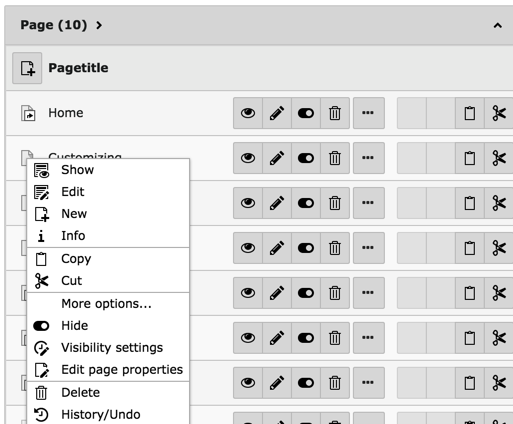 Page (10)
Pagetitle
Home
Customizing
Show
Edit
New
Info
Copy
Cut
More options...
Hide
Visibility settings
Edit page properties
Delete
History/Undo